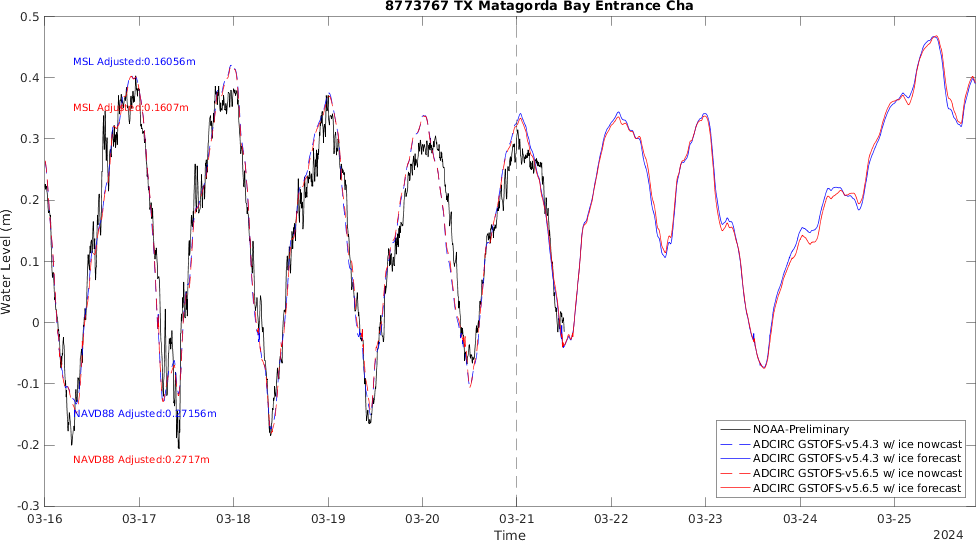 8773767 TX Matagorda Bay Entrance Cha
0.5
0.4
0.3
0.2
0.1
0
-0.1
-0.2
-0.3
Water Level (m)
MSL Adjusted:0.16056m
MSL Adjusted:0.1607m
NAVD88 Adjusted:0.27156m
NAVD88 Adjusted:0.2717m
NOAA-Preliminary
ADCIRC GSTOFS-v5.4.3 w/ ice nowcast
ADCIRC GSTOFS-v5.4.3 w/ ice forecast
ADCIRC GSTOFS-v5.6.5 w/ ice nowcast
ADCIRC GSTOFS-v5.6.5 w/ ice forecast
03-16 03-17 03-18 03-19 03-20 03-21 03-22 03-23 03-24 03-25
Time
2024